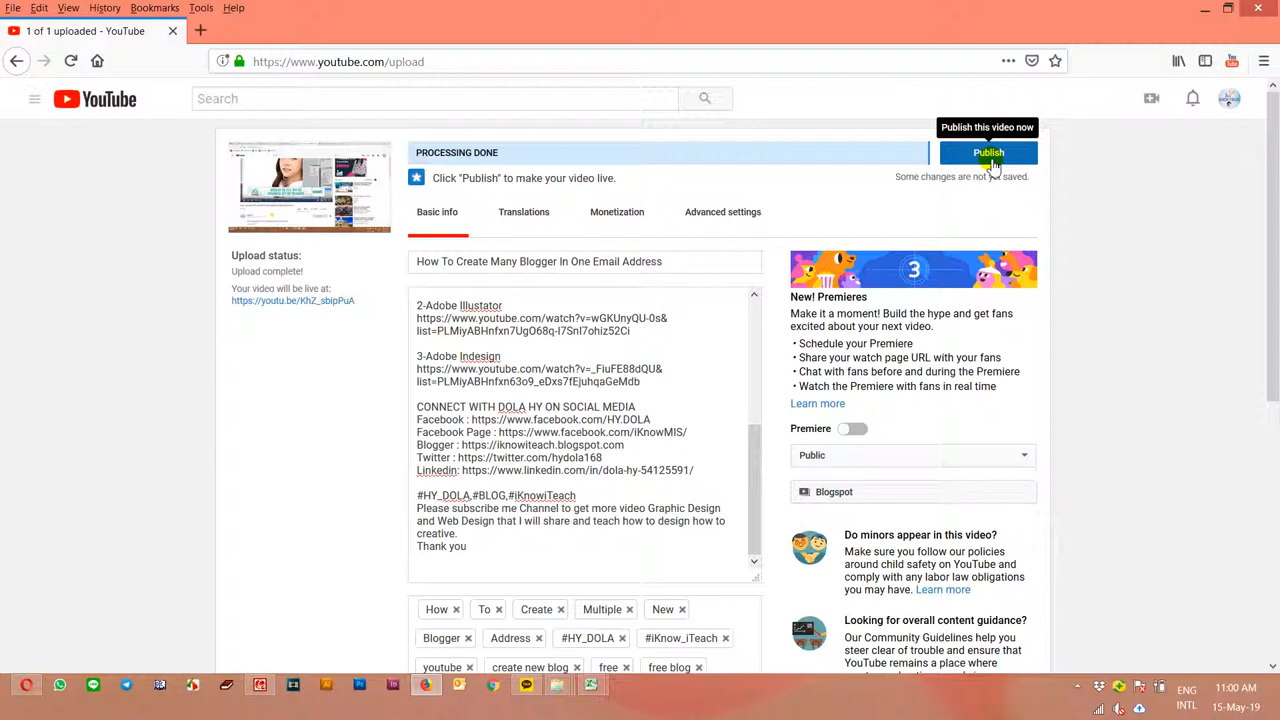 File Edit View History Bookmarks Tools Help
1 of 1 uploaded - YouTube
https://www.youtube.com/upload
YouTube
Search
Publish this video now
PROCESSING DONE
Publish
Click "Publish" to make your video live.
Some changes are not yet saved.
Basic info Translations Monetization Advanced settings
Upload status:
Upload complete!
Your video will be live at:
https://youtu.be/KhZ_sbipPuA
How To Create Many Blogger In One Email Address
2-Adobe Illustator
https://www.youtube.com/watch?v=wGKUnyQU-0s&
list=PLMiyABHnfxn7UgO68q-I7SnI7ohiz52Ci
3-Adobe Indesign
https://www.youtube.com/watch?v=_FiuFE88dQU&
list=PLMiyABHnfxn63o9_eDxs7fEjuhqaGeMdb
CONNECT WITH DOLA HY ON SOCIAL MEDIA
Facebook : https://www.facebook.com/HY.DOLA
Facebook Page : https://www.facebook.com/iKnowMIS/
Blogger : https://iknowiteach.blogspot.com
Twitter : https://twitter.com/hydola168
Linkedin: https://www.linkedin.com/in/dola-hy-54125591/
#HY_DOLA,#BLOG,#iKnowiTeach
Please subscribe me Channel to get more video Graphic Design
and Web Design that I will share and teach how to design how to
creative.
Thank you
How To Create Multiple New
Blogger Address #HY_DOLA #iKnow_iTeach
youtube create new blog free free blog
3
New! Premieres
Make it a moment! Build the hype and get fans
excited about your next video.
• Schedule your Premiere
• Share your watch page URL with your fans
• Chat with fans before and during the Premiere
• Watch the Premiere with fans in real time
Learn more
Premiere
Public
Blogspot
Do minors appear in this video?
Make sure you follow our policies
around child safety on YouTube and
comply with any labor law obligations
you may have. Learn more
Looking for overall content guidance?
Our Community Guidelines help you
steer clear of trouble and ensure that
YouTube remains a place where
ENG
INTL
11:00 AM
15-May-19